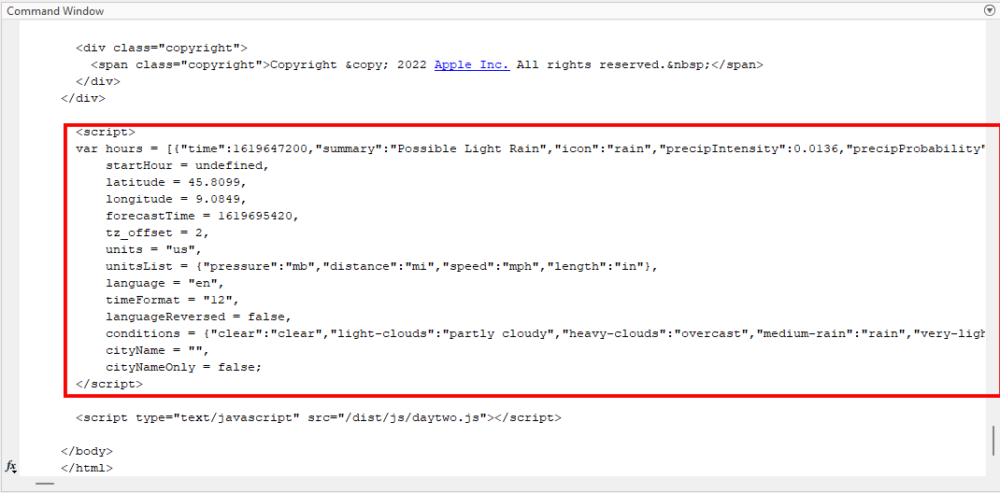 Command Window
<div class="copyright">
<span class="copyright">Copyright &copy; 2022 Apple Inc. All rights reserved.&nbsp;</span>
</div>
</div>
<script>
var hours = [{"time":1619647200,"summary":"Possible Light Rain","icon":"rain","precipIntensity":0.0136,"precipProbability"
startHour = undefined,
latitude = 45.8099,
longitude = 9.0849,
forecastTime = 1619695420,
tz_offset = 2,
units = "us",
unitsList = {"pressure":"mb","distance":"mi","speed":"mph","length":"in"},
language = "en",
timeFormat = "12",
languageReversed = false,
conditions = {"clear":"clear","light-clouds":"partly cloudy","heavy-clouds":"overcast","medium-rain":"rain","very-ligh
cityName = "",
cityNameOnly = false;
</script>
<script type="text/javascript" src="/dist/js/daytwo.js"></script>
</body>
fx
</html>